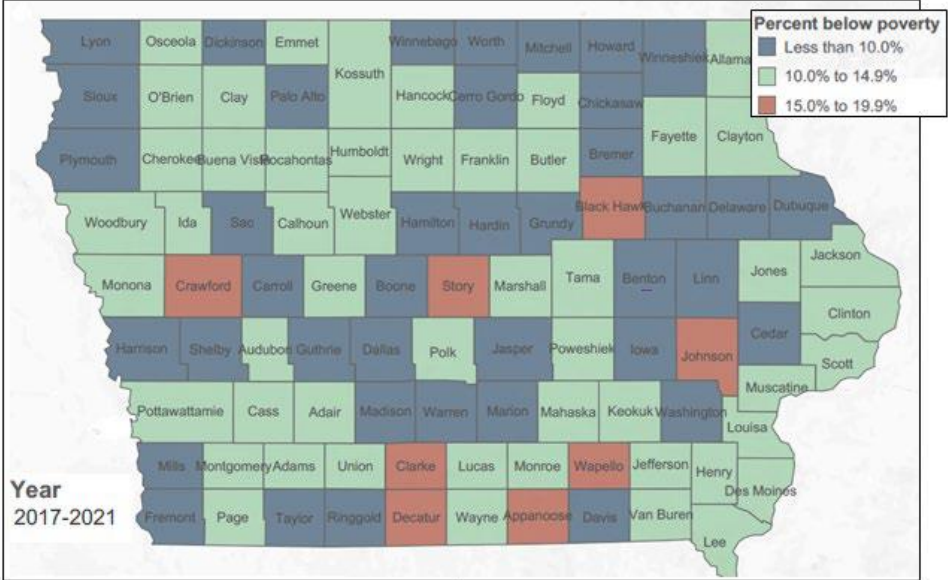 Percent below poverty
Less than 10.0%
10.0% to 14.9%
15.0% to 19.9%
Lyon Osceola Dickinson Emmet Winnebago Worth Mitchell Howard Winneshiek Allama
Kossuth
Sioux O'Brien Clay Palo Alto Hancock Cerro Gordo Floyd Chickasaw
Fayette Clayton
Plymouth Cherokee Buena Vista Pocahontas Humboldt Wright Franklin Butler Bremer
Woodbury Ida Sac Calhoun Webster Hamilton Hardin Grundy Black Hawk Buchanan Delaware Dubuque
Monona Crawford Carroll Greene Boone Story Marshall Tama Benton Linn Jones Jackson
Clinton
Harrison Shelby Audubon Guthrie Dallas Polk Jasper Poweshiek Iowa Johnson Cedar Scott
Muscatine
Pottawattamie Cass Adair Madison Warren Marion Mahaska Keokuk Washington Louisa
Mills Montgomery Adams Union Clarke Lucas Monroe Wapello Jefferson Henry
Des Moines
Fremont Page Taylor Ringgold Decatur Wayne Appanoose Davis Van Buren
Lee
Year
2017-2021